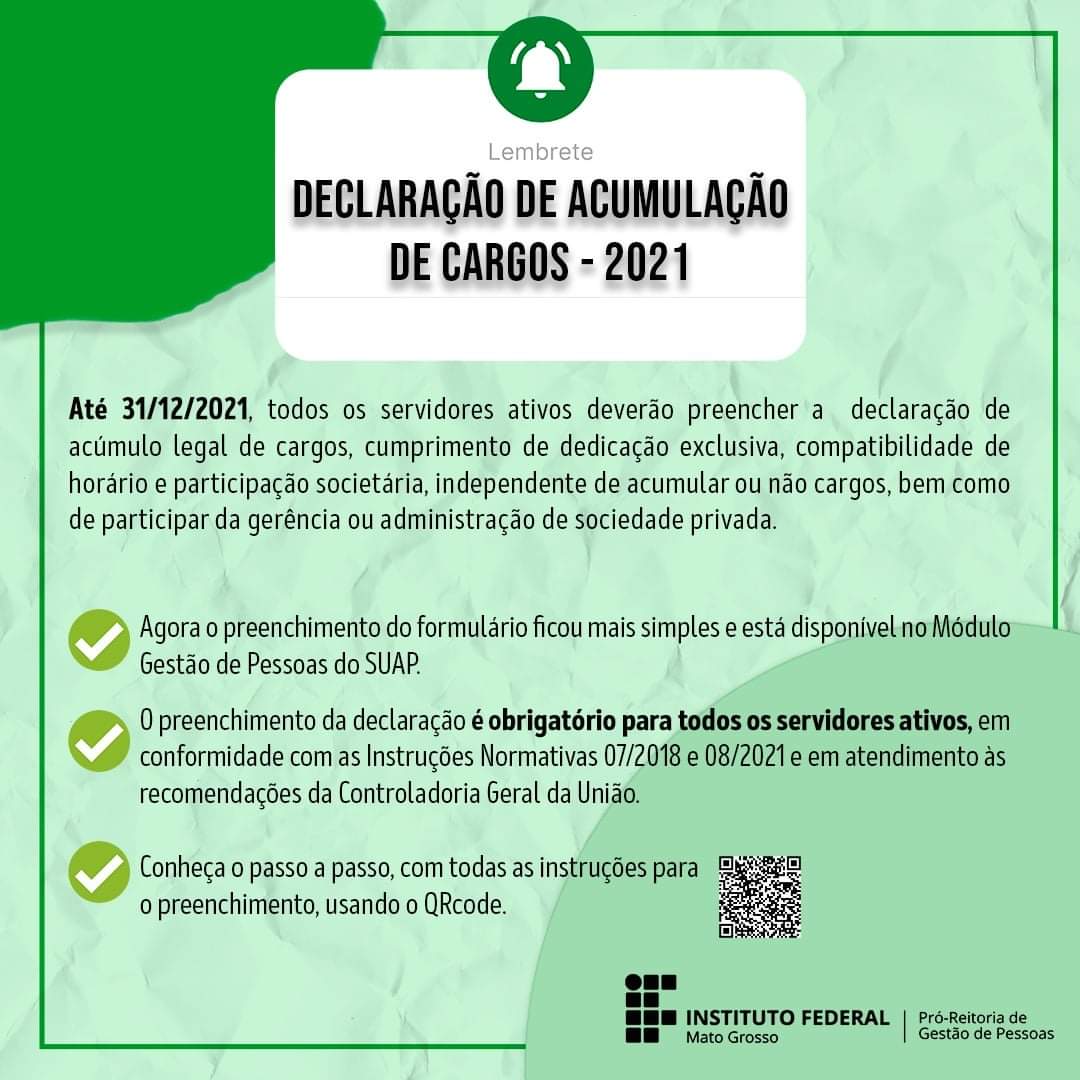 Lembrete
DECLARAÇÃO DE ACUMULAÇÃO
DE CARGOS - 2021
Até 31/12/2021, todos os servidores ativos deverão preencher a declaração de
acúmulo legal de cargos, cumprimento de dedicação exclusiva, compatibilidade de
horário e participação societária, independente de acumular ou não cargos, bem como
de participar da gerência ou administração de sociedade privada.
Agora o preenchimento do formulário ficou mais simples e está disponível no Módulo
Gestão de Pessoas do SUAP.
O preenchimento da declaração é obrigatório para todos os servidores ativos, em
conformidade com as Instruções Normativas 07/2018 e 08/2021 e em atendimento às
recomendações da Controladoria Geral da União.
Conheça o passo a passo, com todas as instruções para
o preenchimento, usando o QRcode.
INSTITUTO FEDERAL
Mato Grosso
Pró-Reitoria de
Gestão de Pessoas